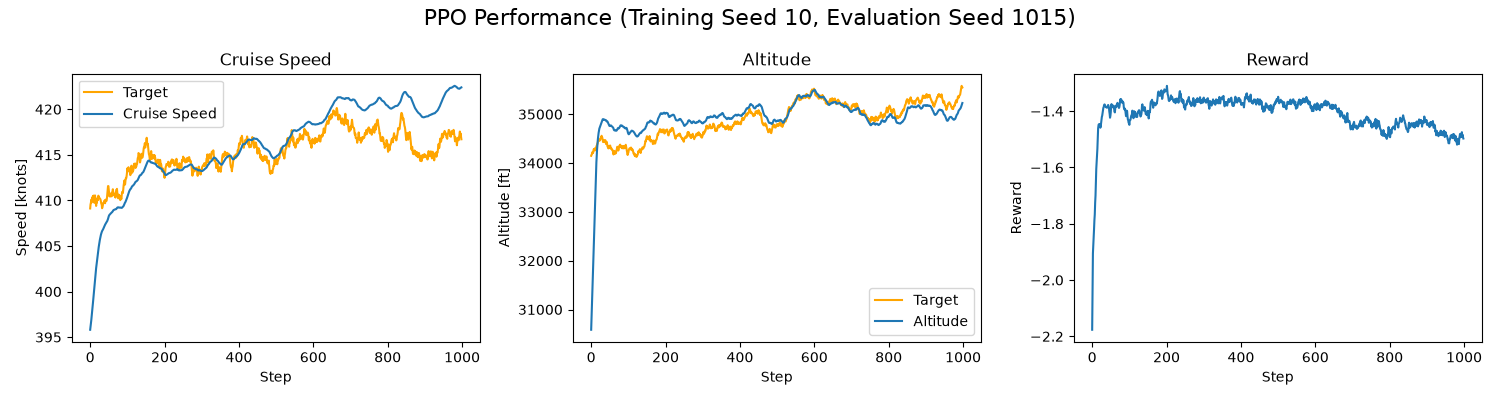 PPO Performance (Training Seed 10, Evaluation Seed 1015)
Cruise Speed
Speed [knots]
420
415
410
405
400
395
Target
Cruise Speed
0 200 400 600 800 1000
Step
Altitude
Altitude [ft]
35000
34000
33000
32000
31000
Target
Altitude
0 200 400 600 800 1000
Step
Reward
Reward
−1.4
−1.6
−1.8
−2.0
−2.2
0 200 400 600 800 1000
Step